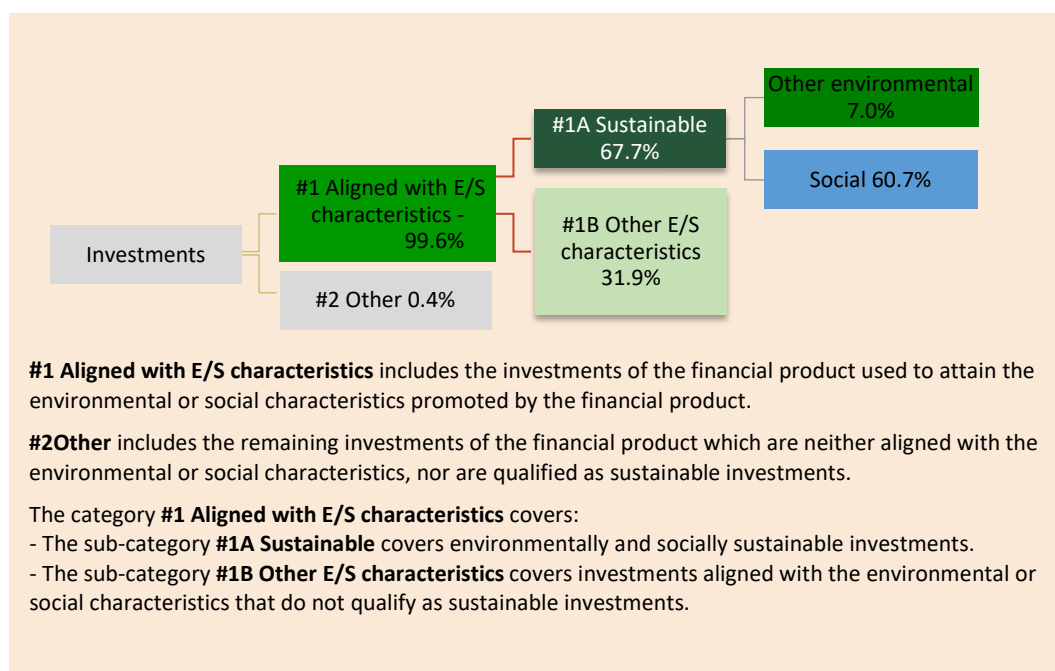 Investments
#1 Aligned with E/S
characteristics -
99.6%
#2 Other 0.4%
#1A Sustainable
67.7%
#1B Other E/S
characteristics
31.9%
Other environmental
7.0%
Social 60.7%
#1 Aligned with E/S characteristics includes the investments of the financial product used to attain the
environmental or social characteristics promoted by the financial product.
#2Other includes the remaining investments of the financial product which are neither aligned with the
environmental or social characteristics, nor are qualified as sustainable investments.
The category #1 Aligned with E/S characteristics covers:
- The sub-category #1A Sustainable covers environmentally and socially sustainable investments.
- The sub-category #1B Other E/S characteristics covers investments aligned with the environmental or
social characteristics that do not qualify as sustainable investments.